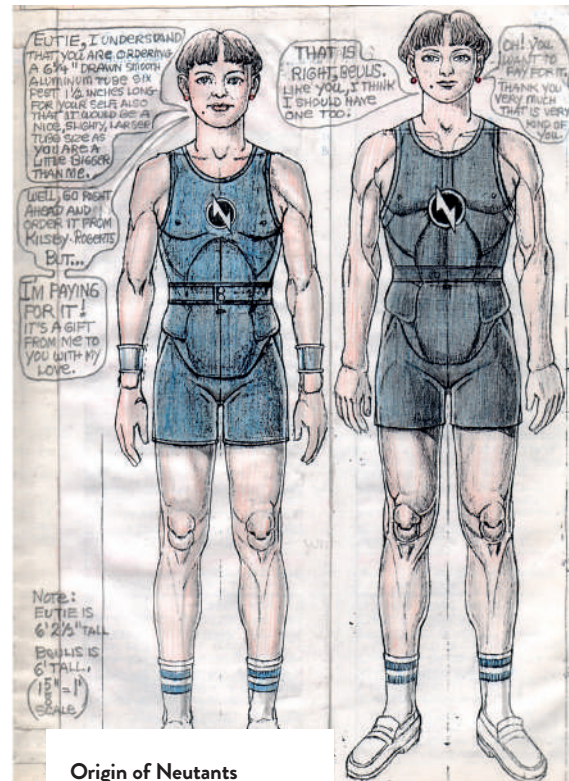 EUTIE, I UNDERSTAND
THAT YOU ARE ORDERING
A 6¾" DRAWN SMOOTH
ALUMINUM TUBE SIX
FEET 1½ INCHES LONG
FOR YOUR SELF. ALSO
THAT IT WOULD BE A
NICE, SLIGHTLY, LARGER
TUBE SIZE AS
YOU ARE A
LITTLE BIGGER
THAN ME.
WELL, GO RIGHT
AHEAD AND
ORDER IT FROM
KILSBY-ROBERTS
BUT...
I'M PAYING
FOR IT!
IT'S A GIFT
FROM ME TO
YOU WITH MY
LOVE.
THAT IS
RIGHT, BEULIS.
LIKE YOU, I THINK
I SHOULD HAVE
ONE TOO.
OH! YOU
WANT TO
PAY FOR IT.
THANK YOU
VERY MUCH
THAT IS VERY
KIND OF
YOU.
B
Note:
EUTIE IS
6' 2½" TALL
BEULIS IS
6' TALL.
SCALE)
Origin of Neutants